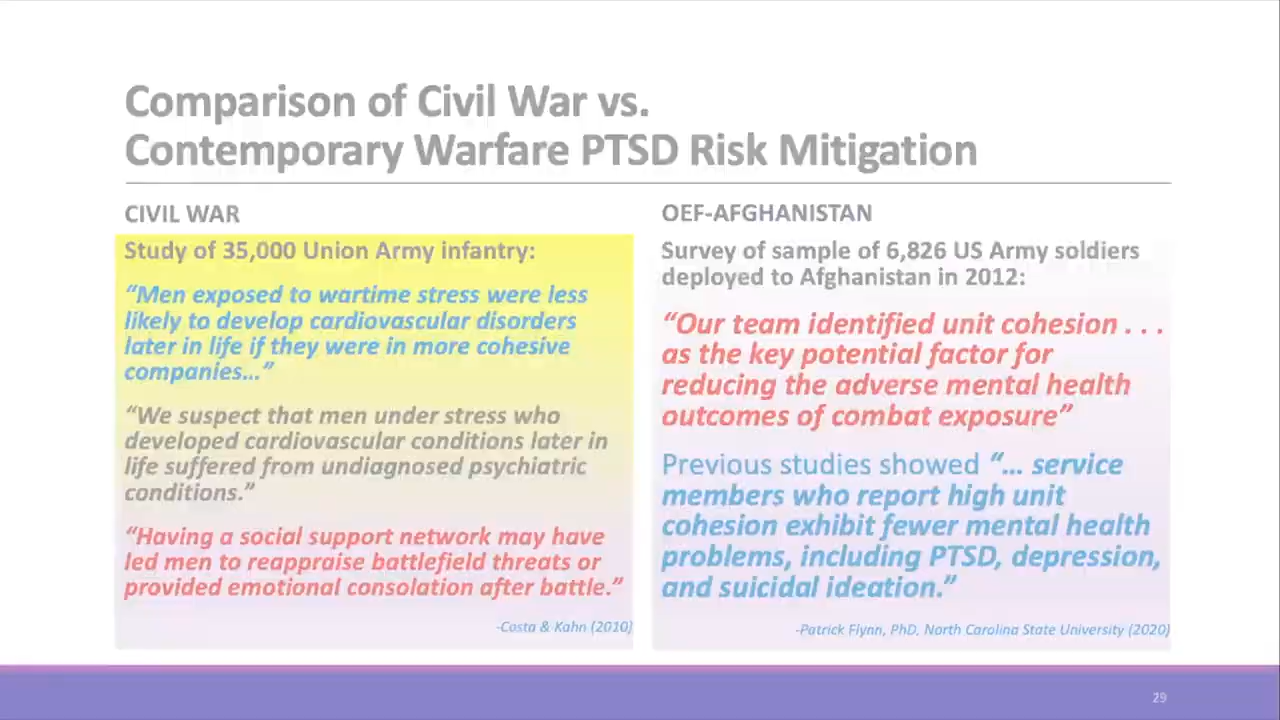 Comparison of Civil War vs.
Contemporary Warfare PTSD Risk Mitigation
CIVIL WAR
Study of 35,000 Union Army infantry:
“Men exposed to wartime stress were less
likely to develop cardiovascular disorders
later in life if they were in more cohesive
companies…”
“We suspect that men under stress who
developed cardiovascular conditions later in
life suffered from undiagnosed psychiatric
conditions.”
“Having a social support network may have
led men to reappraise battlefield threats or
provided emotional consolation after battle.”
-Costa & Kahn (2010)
OEF-AFGHANISTAN
Survey of sample of 6,826 US Army soldiers
deployed to Afghanistan in 2012:
“Our team identified unit cohesion . . .
as the key potential factor for
reducing the adverse mental health
outcomes of combat exposure”
Previous studies showed “… service
members who report high unit
cohesion exhibit fewer mental health
problems, including PTSD, depression,
and suicidal ideation.”
-Patrick Flynn, PhD, North Carolina State University (2020)
29